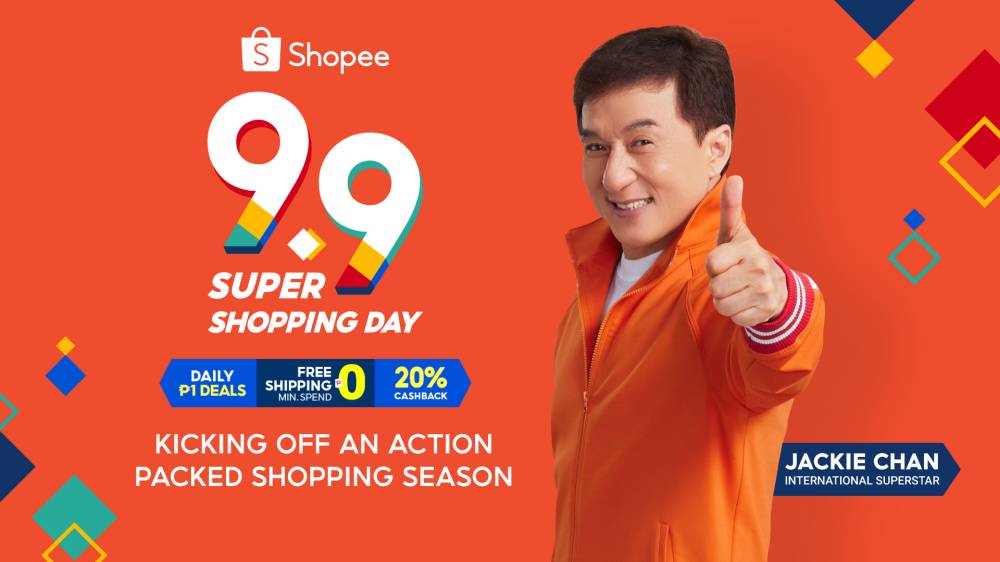 S Shopee
9.9
SUPER
SHOPPING DAY
DAILY
₱1 DEALS
FREE
SHIPPING
MIN. SPEND
₱0
20%
CASHBACK
KICKING OFF AN ACTION
PACKED SHOPPING SEASON
JACKIE CHAN
INTERNATIONAL SUPERSTAR